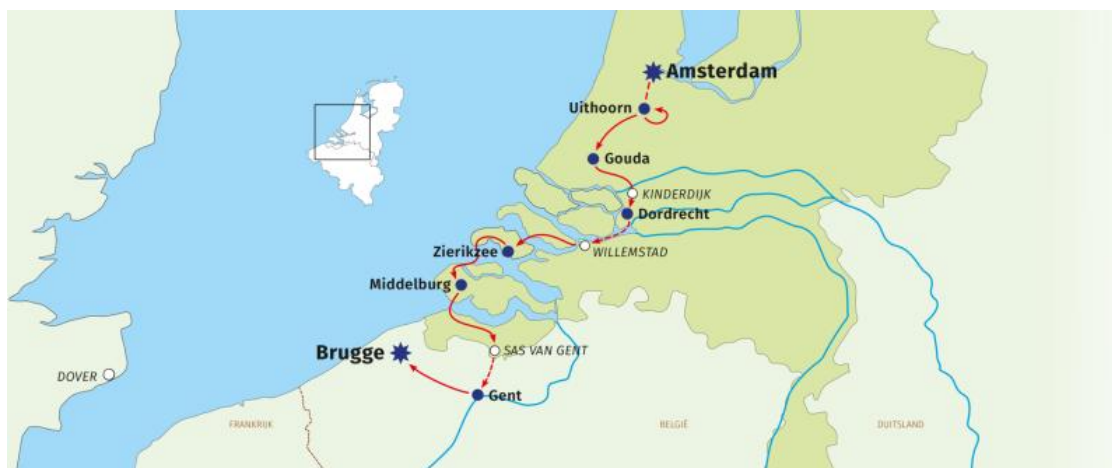 Amsterdam
Uithoorn
Gouda
KINDERDIJK
Dordrecht
Zierikzee
WILLEMSTAD
Middelburg
Brugge
SAS VAN GENT
DOVER
Gent
FRANKRIJK
BELGIË
DUITSLAND